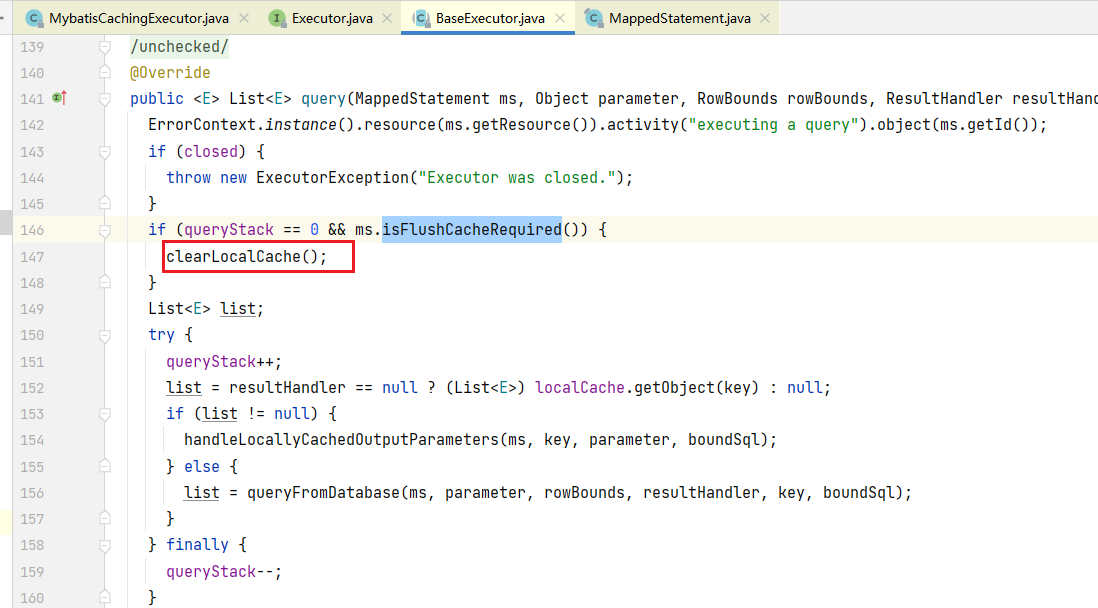 MybatisCachingExecutor.java
Executor.java
BaseExecutor.java
MappedStatement.java
139 /unchecked/
140 @Override
141 public <E> List<E> query(MappedStatement ms, Object parameter, RowBounds rowBounds, ResultHandler resultHand
142 ErrorContext.instance().resource(ms.getResource()).activity("executing a query").object(ms.getId());
143 if (closed) {
144 throw new ExecutorException("Executor was closed.");
145 }
146 if (queryStack == 0 && ms.isFlushCacheRequired()) {
147 clearLocalCache();
148 }
149 List<E> list;
150 try {
151 queryStack++;
152 list = resultHandler == null ? (List<E>) localCache.getObject(key) : null;
153 if (list != null) {
154 handleLocallyCachedOutputParameters(ms, key, parameter, boundSql);
155 } else {
156 list = queryFromDatabase(ms, parameter, rowBounds, resultHandler, key, boundSql);
157 }
158 } finally {
159 queryStack--;
160 }